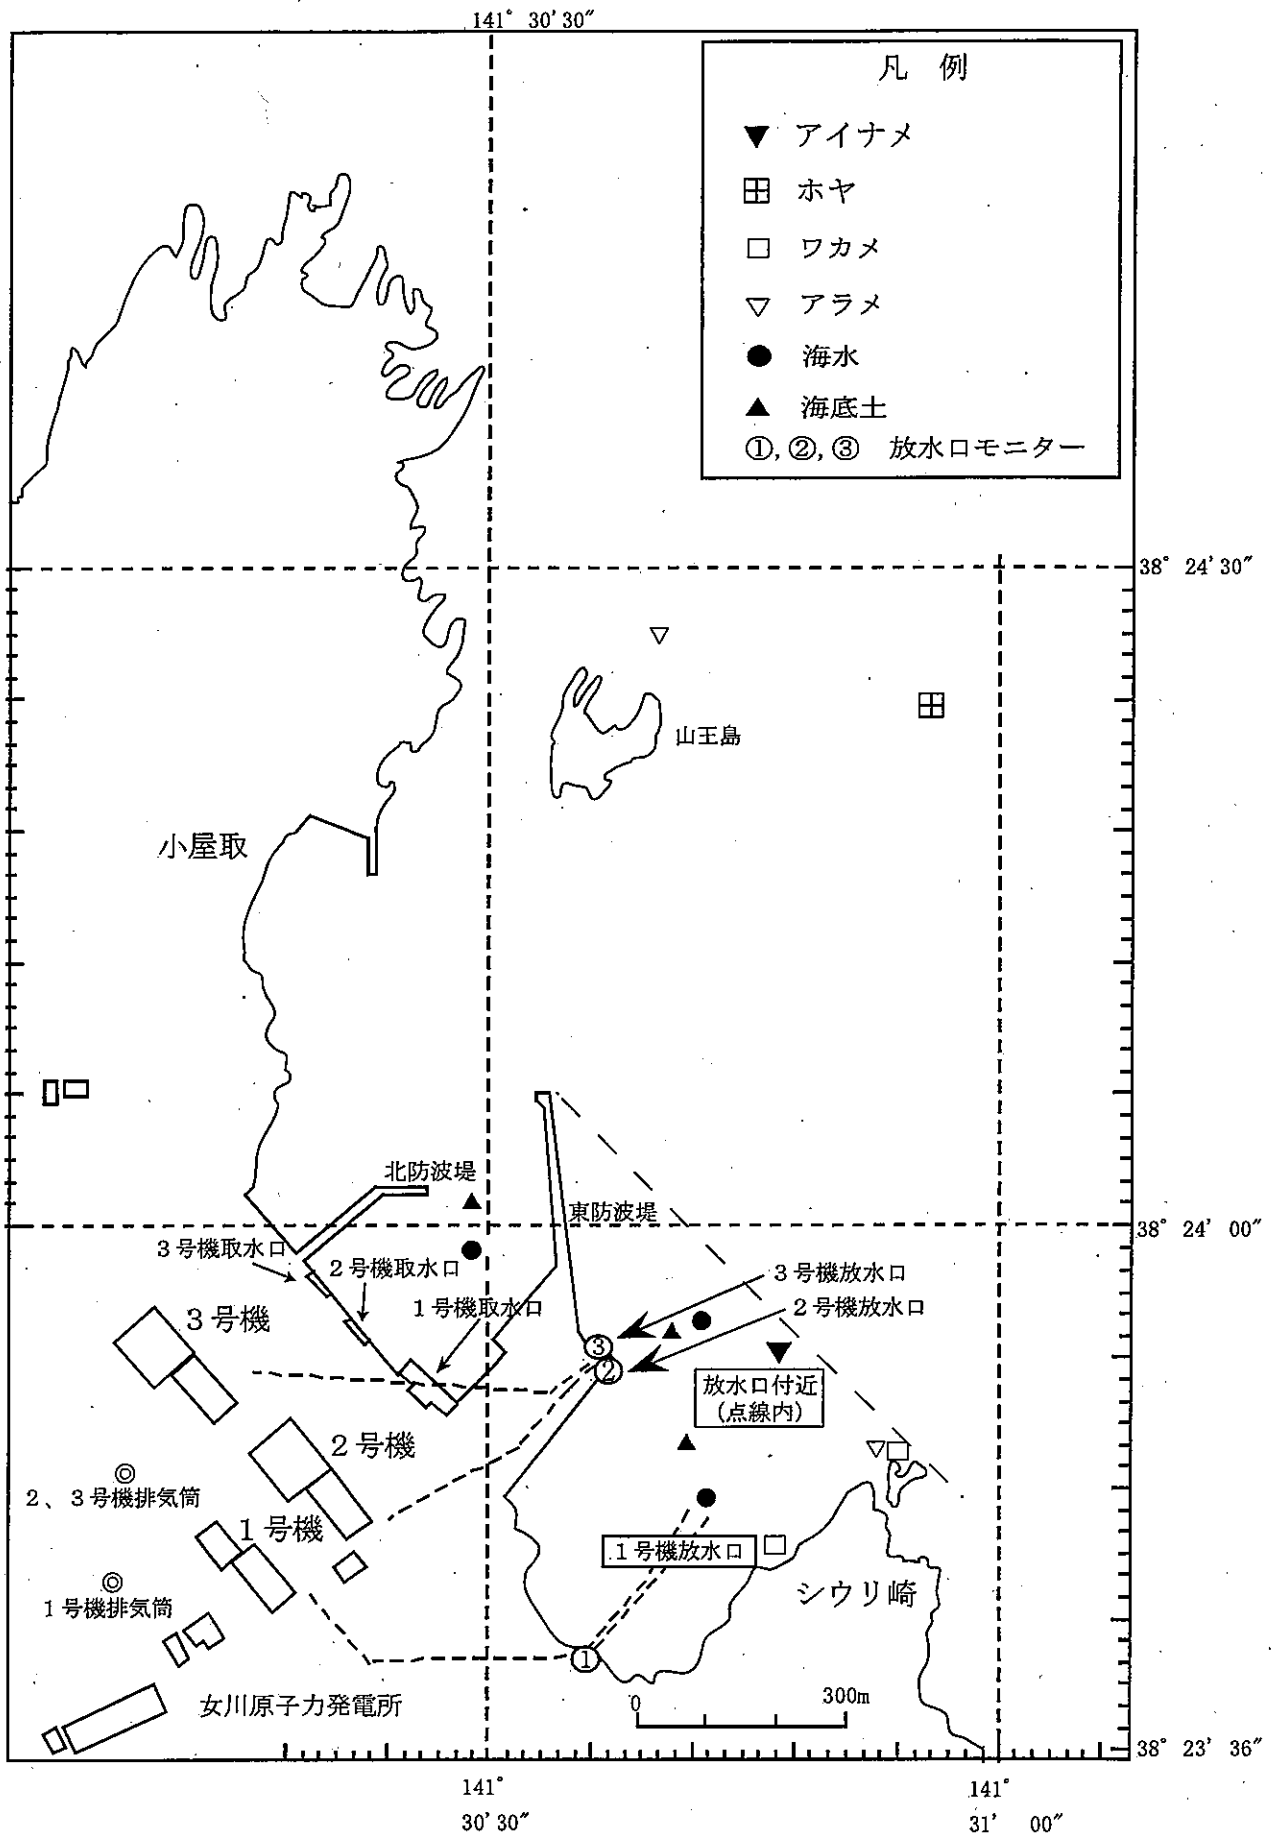 141° 30′30″
凡 例
▼ アイナメ
田 ホヤ
□ ワカメ
▽ アラメ
● 海水
▲ 海底土
①,②,③ 放水口モニター
38° 24′30″
山王島
小屋取
北防波堤
東防波堤
38° 24′00″
3号機取水口
2号機取水口
1号機取水口
3号機放水口
2号機放水口
3号機
③
②
放水口付近
(点線内)
2号機
2、3号機排気筒
1号機
1号機放水口
シウリ崎
1号機排気筒
①
女川原子力発電所
0 300m
38° 23′36″
141°
30′30″
141°
31′ 00″